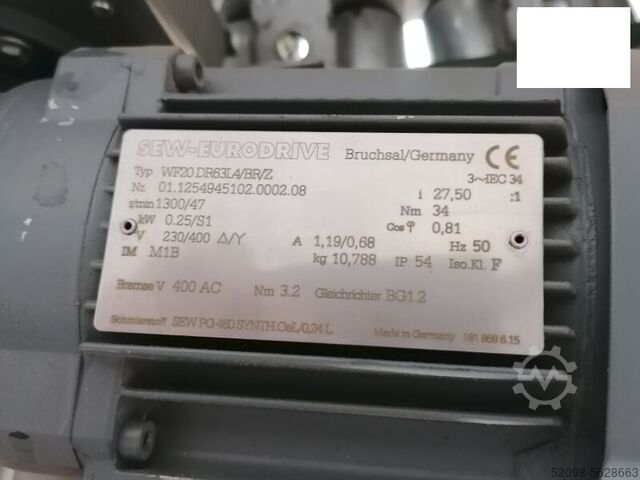 SEW-EURODRIVE Bruchsal/Germany CE
Typ WF20 DR63L4/BR/Z 3~IEC 34
Nr. 01.1254945102.0002.08 i 27,50 :1
r/min 1300/47 Nm 34
kW 0.25/S1 Cos φ 0,81
V 230/400 Δ/Y A 1,19/0,68 Hz 50
IM M1B kg 10,788 IP 54 Iso.Kl. F
Bremse V 400 AC Nm 3.2 Gleichrichter BG1.2
Schmierstoff SEW PG 460 SYNTH.Oel/0,24 L Made in Germany 181 868 6.15
52098-5628663